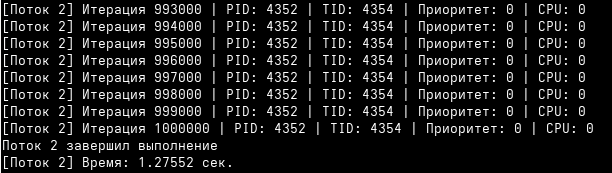 [Поток 2] Итерация 993000 | PID: 4352 | TID: 4354 | Приоритет: 0 | CPU: 0
[Поток 2] Итерация 994000 | PID: 4352 | TID: 4354 | Приоритет: 0 | CPU: 0
[Поток 2] Итерация 995000 | PID: 4352 | TID: 4354 | Приоритет: 0 | CPU: 0
[Поток 2] Итерация 996000 | PID: 4352 | TID: 4354 | Приоритет: 0 | CPU: 0
[Поток 2] Итерация 997000 | PID: 4352 | TID: 4354 | Приоритет: 0 | CPU: 0
[Поток 2] Итерация 998000 | PID: 4352 | TID: 4354 | Приоритет: 0 | CPU: 0
[Поток 2] Итерация 999000 | PID: 4352 | TID: 4354 | Приоритет: 0 | CPU: 0
[Поток 2] Итерация 1000000 | PID: 4352 | TID: 4354 | Приоритет: 0 | CPU: 0
Поток 2 завершил выполнение
[Поток 2] Время: 1.27552 сек.